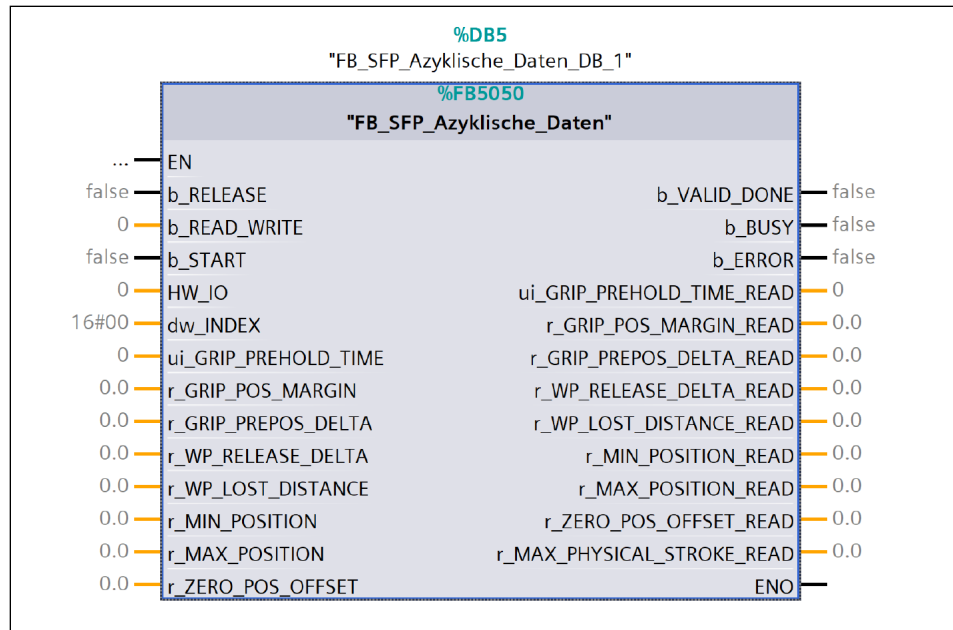 %DB5
"FB_SFP_Azyklische_Daten_DB_1"
%FB5050
"FB_SFP_Azyklische_Daten"
... EN
false b_RELEASE b_VALID_DONE false
0 b_READ_WRITE b_BUSY false
false b_START b_ERROR false
0 HW_IO ui_GRIP_PREHOLD_TIME_READ 0
16#00 dw_INDEX r_GRIP_POS_MARGIN_READ 0.0
0 ui_GRIP_PREHOLD_TIME r_GRIP_PREPOS_DELTA_READ 0.0
0.0 r_GRIP_POS_MARGIN r_WP_RELEASE_DELTA_READ 0.0
0.0 r_GRIP_PREPOS_DELTA r_WP_LOST_DISTANCE_READ 0.0
0.0 r_WP_RELEASE_DELTA r_MIN_POSITION_READ 0.0
0.0 r_WP_LOST_DISTANCE r_MAX_POSITION_READ 0.0
0.0 r_MIN_POSITION r_ZERO_POS_OFFSET_READ 0.0
0.0 r_MAX_POSITION r_MAX_PHYSICAL_STROKE_READ 0.0
0.0 r_ZERO_POS_OFFSET ENO